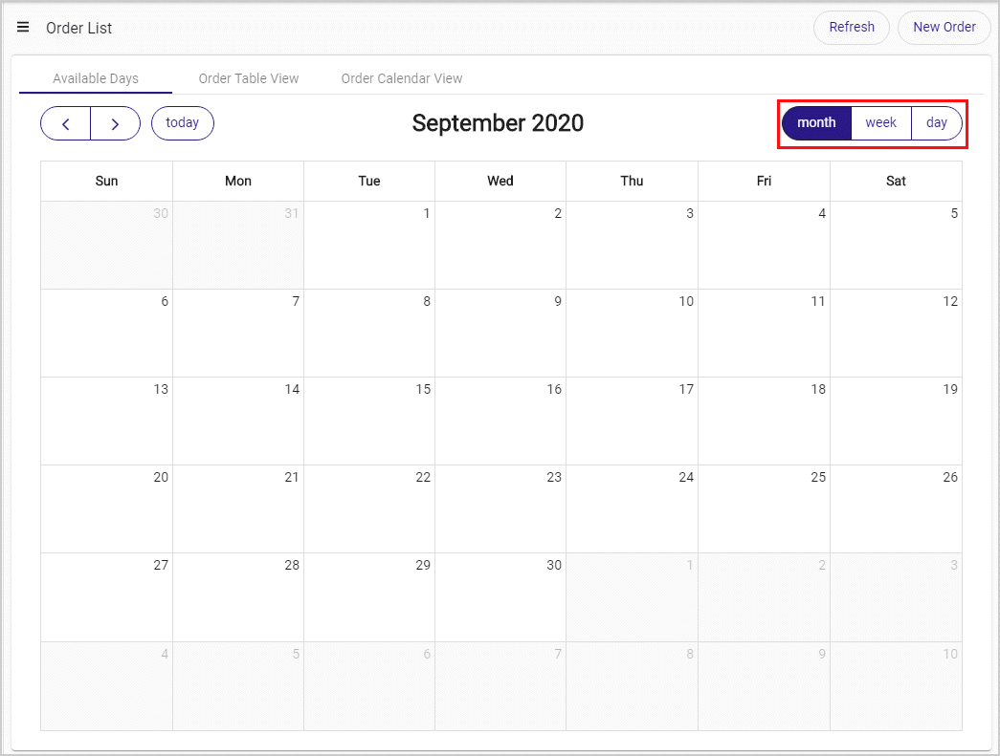 Order List Refresh New Order
Available Days Order Table View Order Calendar View
today September 2020 month week day
Sun Mon Tue Wed Thu Fri Sat
30 31 1 2 3 4 5
6 7 8 9 10 11 12
13 14 15 16 17 18 19
20 21 22 23 24 25 26
27 28 29 30 1 2 3
4 5 6 7 8 9 10